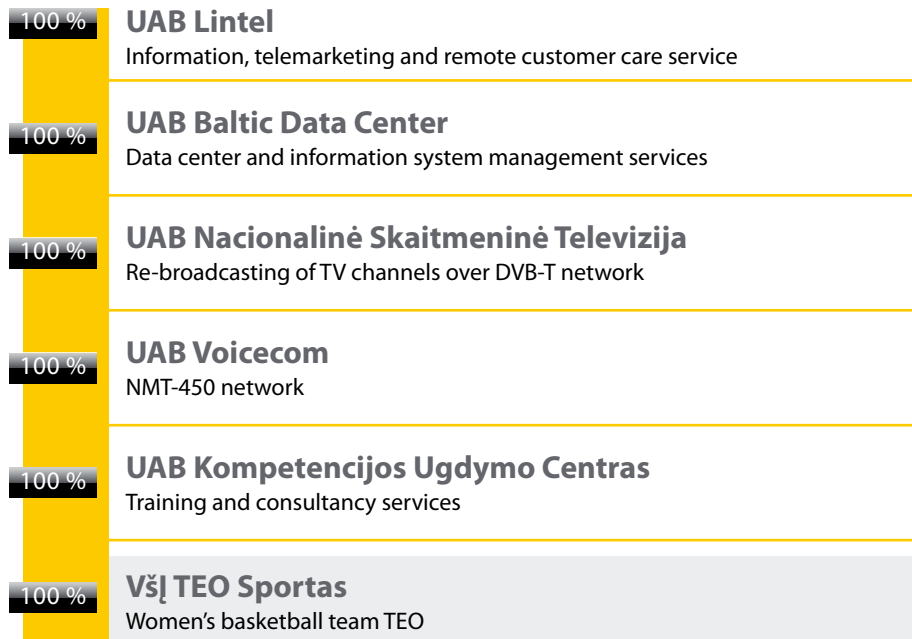 100 % UAB Lintel
Information, telemarketing and remote customer care service
100 % UAB Baltic Data Center
Data center and information system management services
100 % UAB Nacionalinė Skaitmeninė Televizija
Re-broadcasting of TV channels over DVB-T network
100 % UAB Voicecom
NMT-450 network
100 % UAB Kompetencijos Ugdymo Centras
Training and consultancy services
100 % VšĮ TEO Sportas
Women’s basketball team TEO